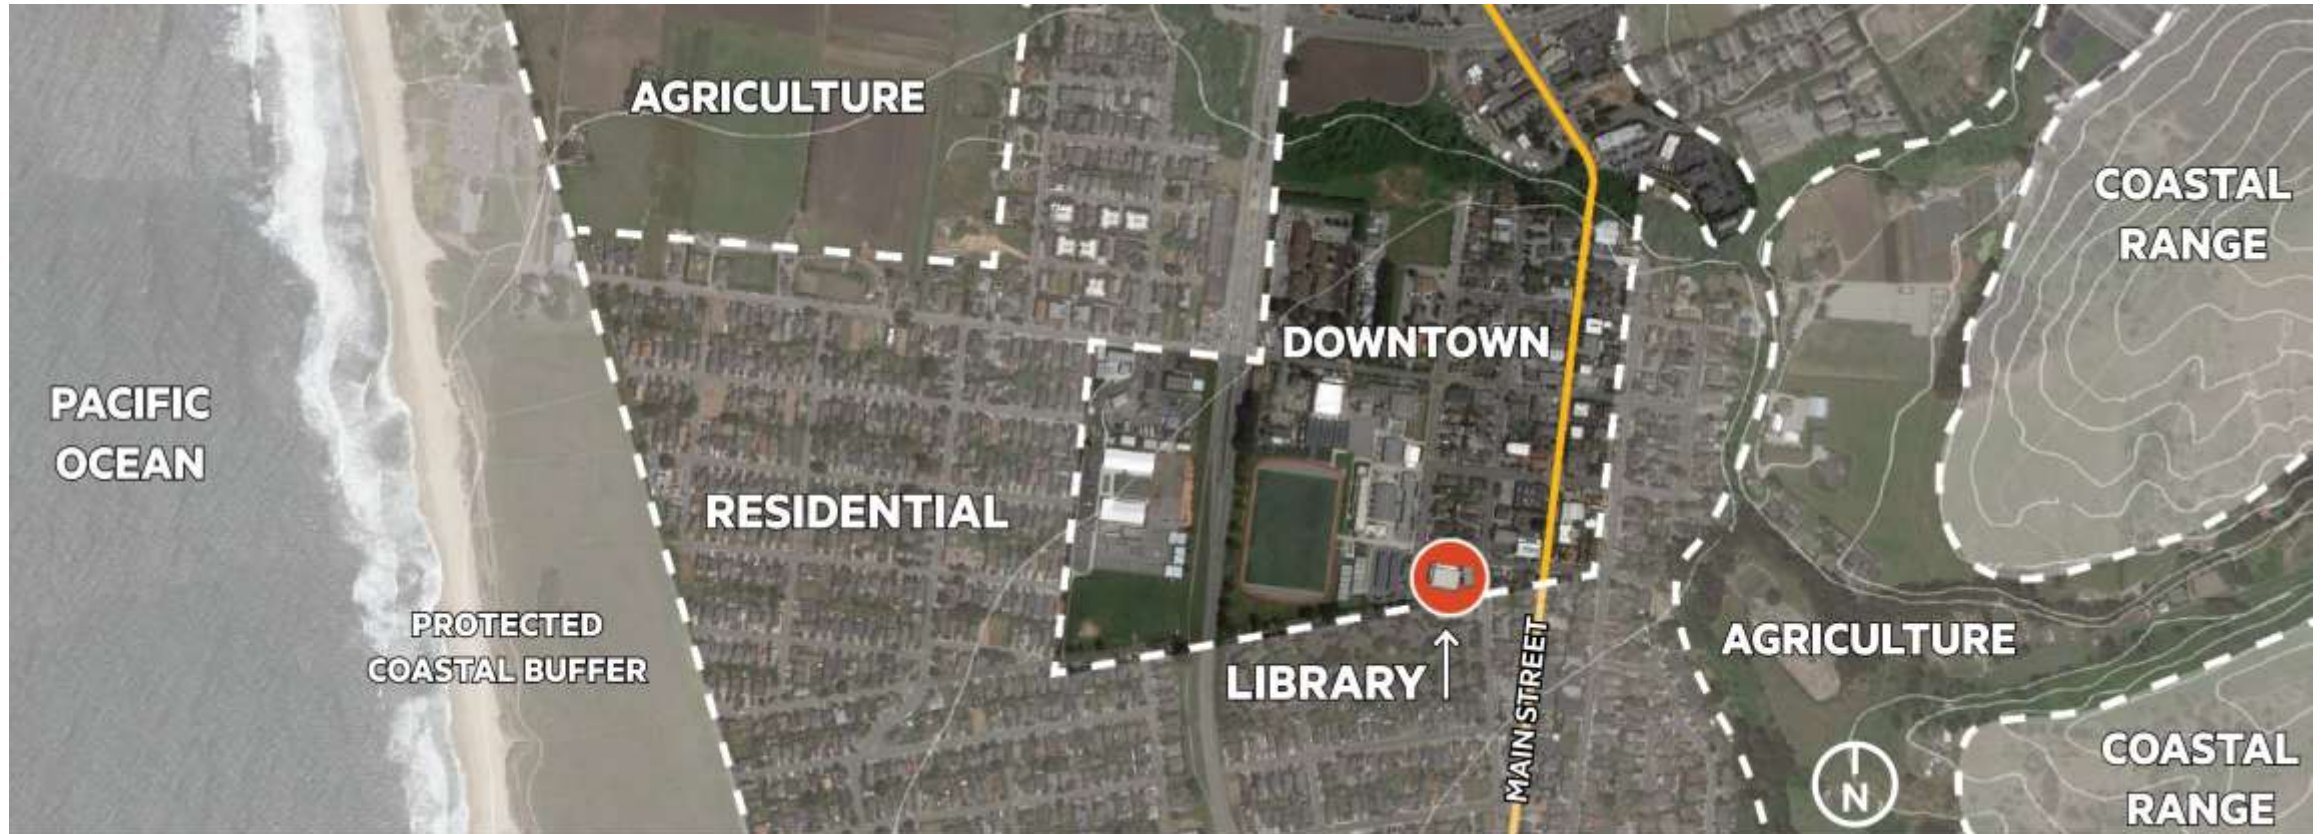 AGRICULTURE
COASTAL
RANGE
DOWNTOWN
PACIFIC
OCEAN
RESIDENTIAL
PROTECTED
COASTAL BUFFER
LIBRARY
MAIN STREET
AGRICULTURE
COASTAL
RANGE
N